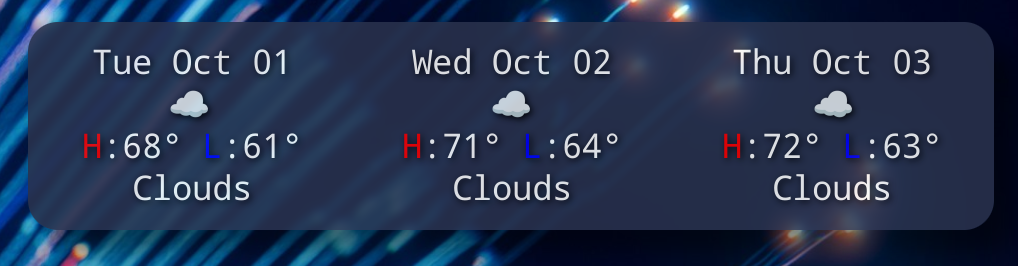 Tue Oct 01
H:68° L:61°
Clouds
Wed Oct 02
H:71° L:64°
Clouds
Thu Oct 03
H:72° L:63°
Clouds